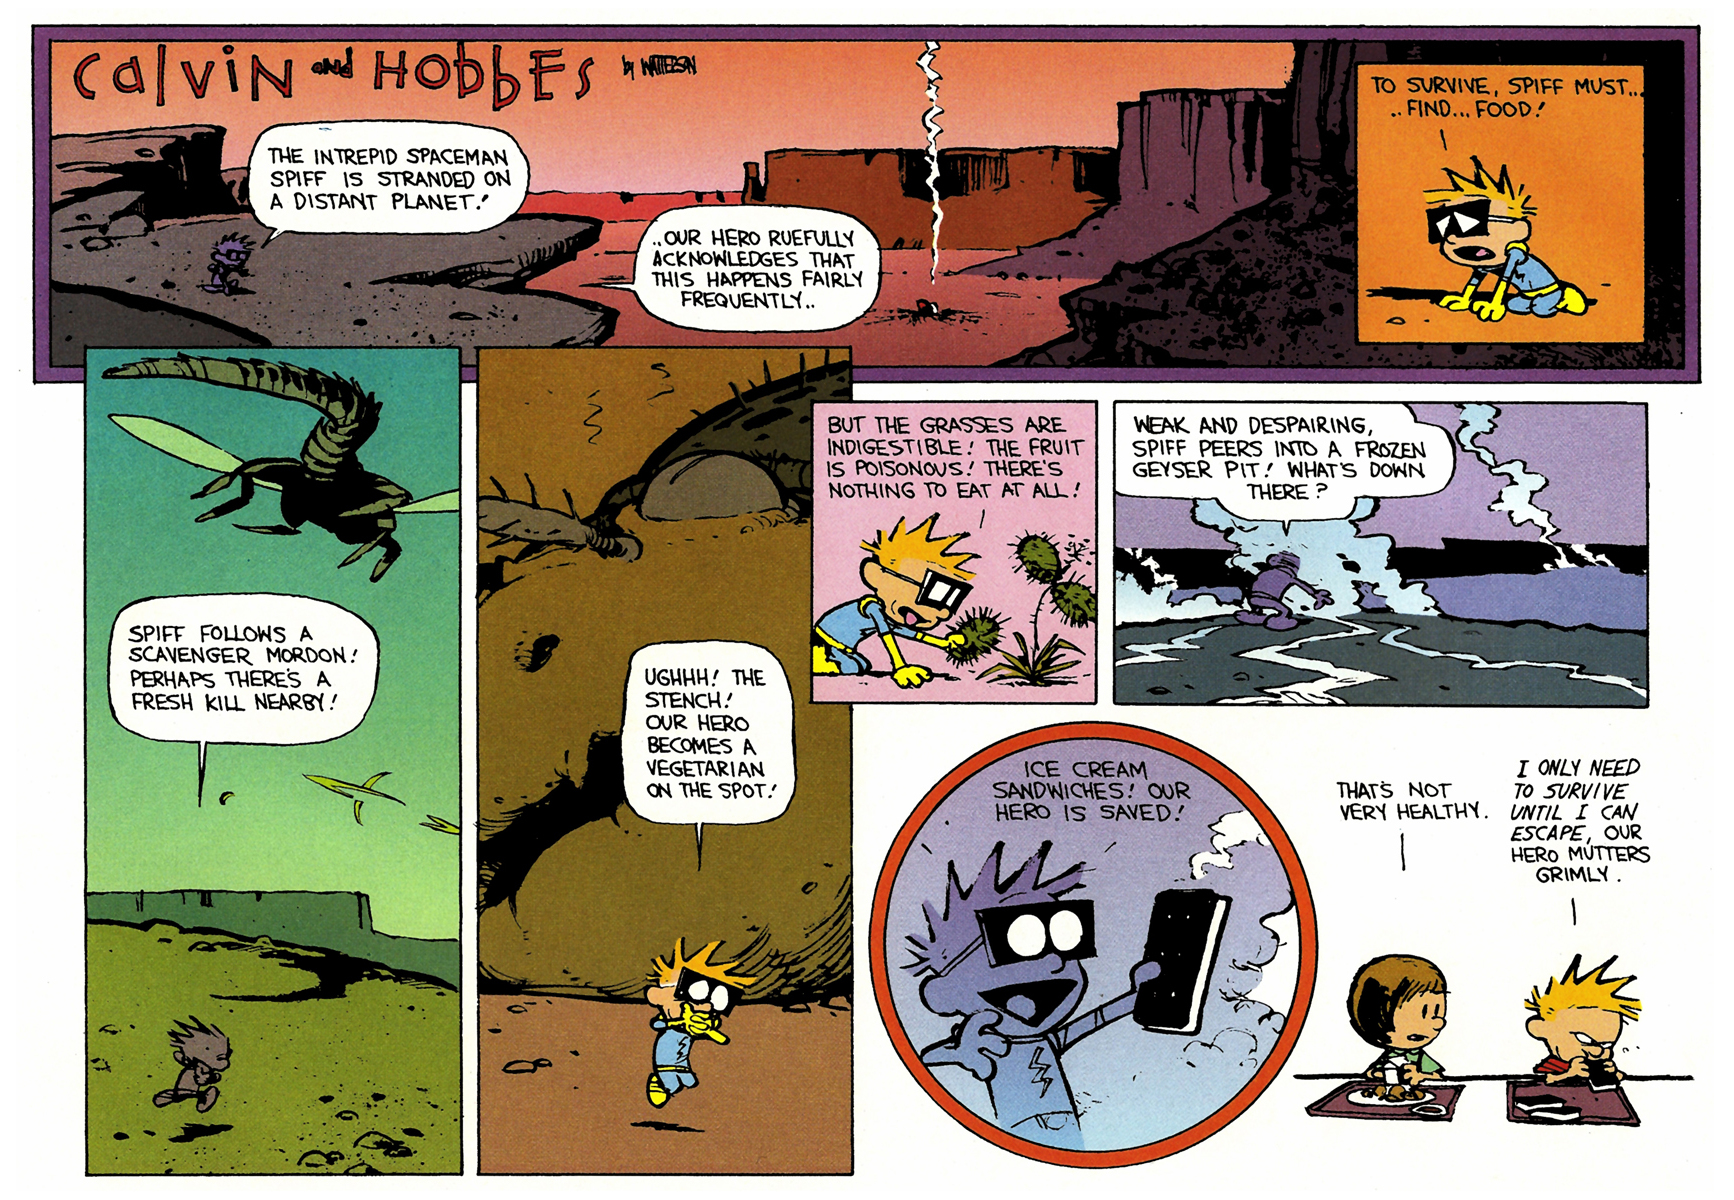 CALVIN AND HOBBES by WATTERSON
THE INTREPID SPACEMAN
SPIFF IS STRANDED ON
A DISTANT PLANET!
..OUR HERO RUEFULLY
ACKNOWLEDGES THAT
THIS HAPPENS FAIRLY
FREQUENTLY..
TO SURVIVE, SPIFF MUST...
..FIND...FOOD!
SPIFF FOLLOWS A
SCAVENGER MORDON!
PERHAPS THERE'S A
FRESH KILL NEARBY!
UGHHH! THE
STENCH!
OUR HERO
BECOMES A
VEGETARIAN
ON THE SPOT!
BUT THE GRASSES ARE
INDIGESTIBLE! THE FRUIT
IS POISONOUS! THERE'S
NOTHING TO EAT AT ALL!
WEAK AND DESPAIRING,
SPIFF PEERS INTO A FROZEN
GEYSER PIT! WHAT'S DOWN
THERE?
ICE CREAM
SANDWICHES! OUR
HERO IS SAVED!
THAT'S NOT
VERY HEALTHY.
I ONLY NEED
TO SURVIVE
UNTIL I CAN
ESCAPE, OUR
HERO MUTTERS
GRIMLY.